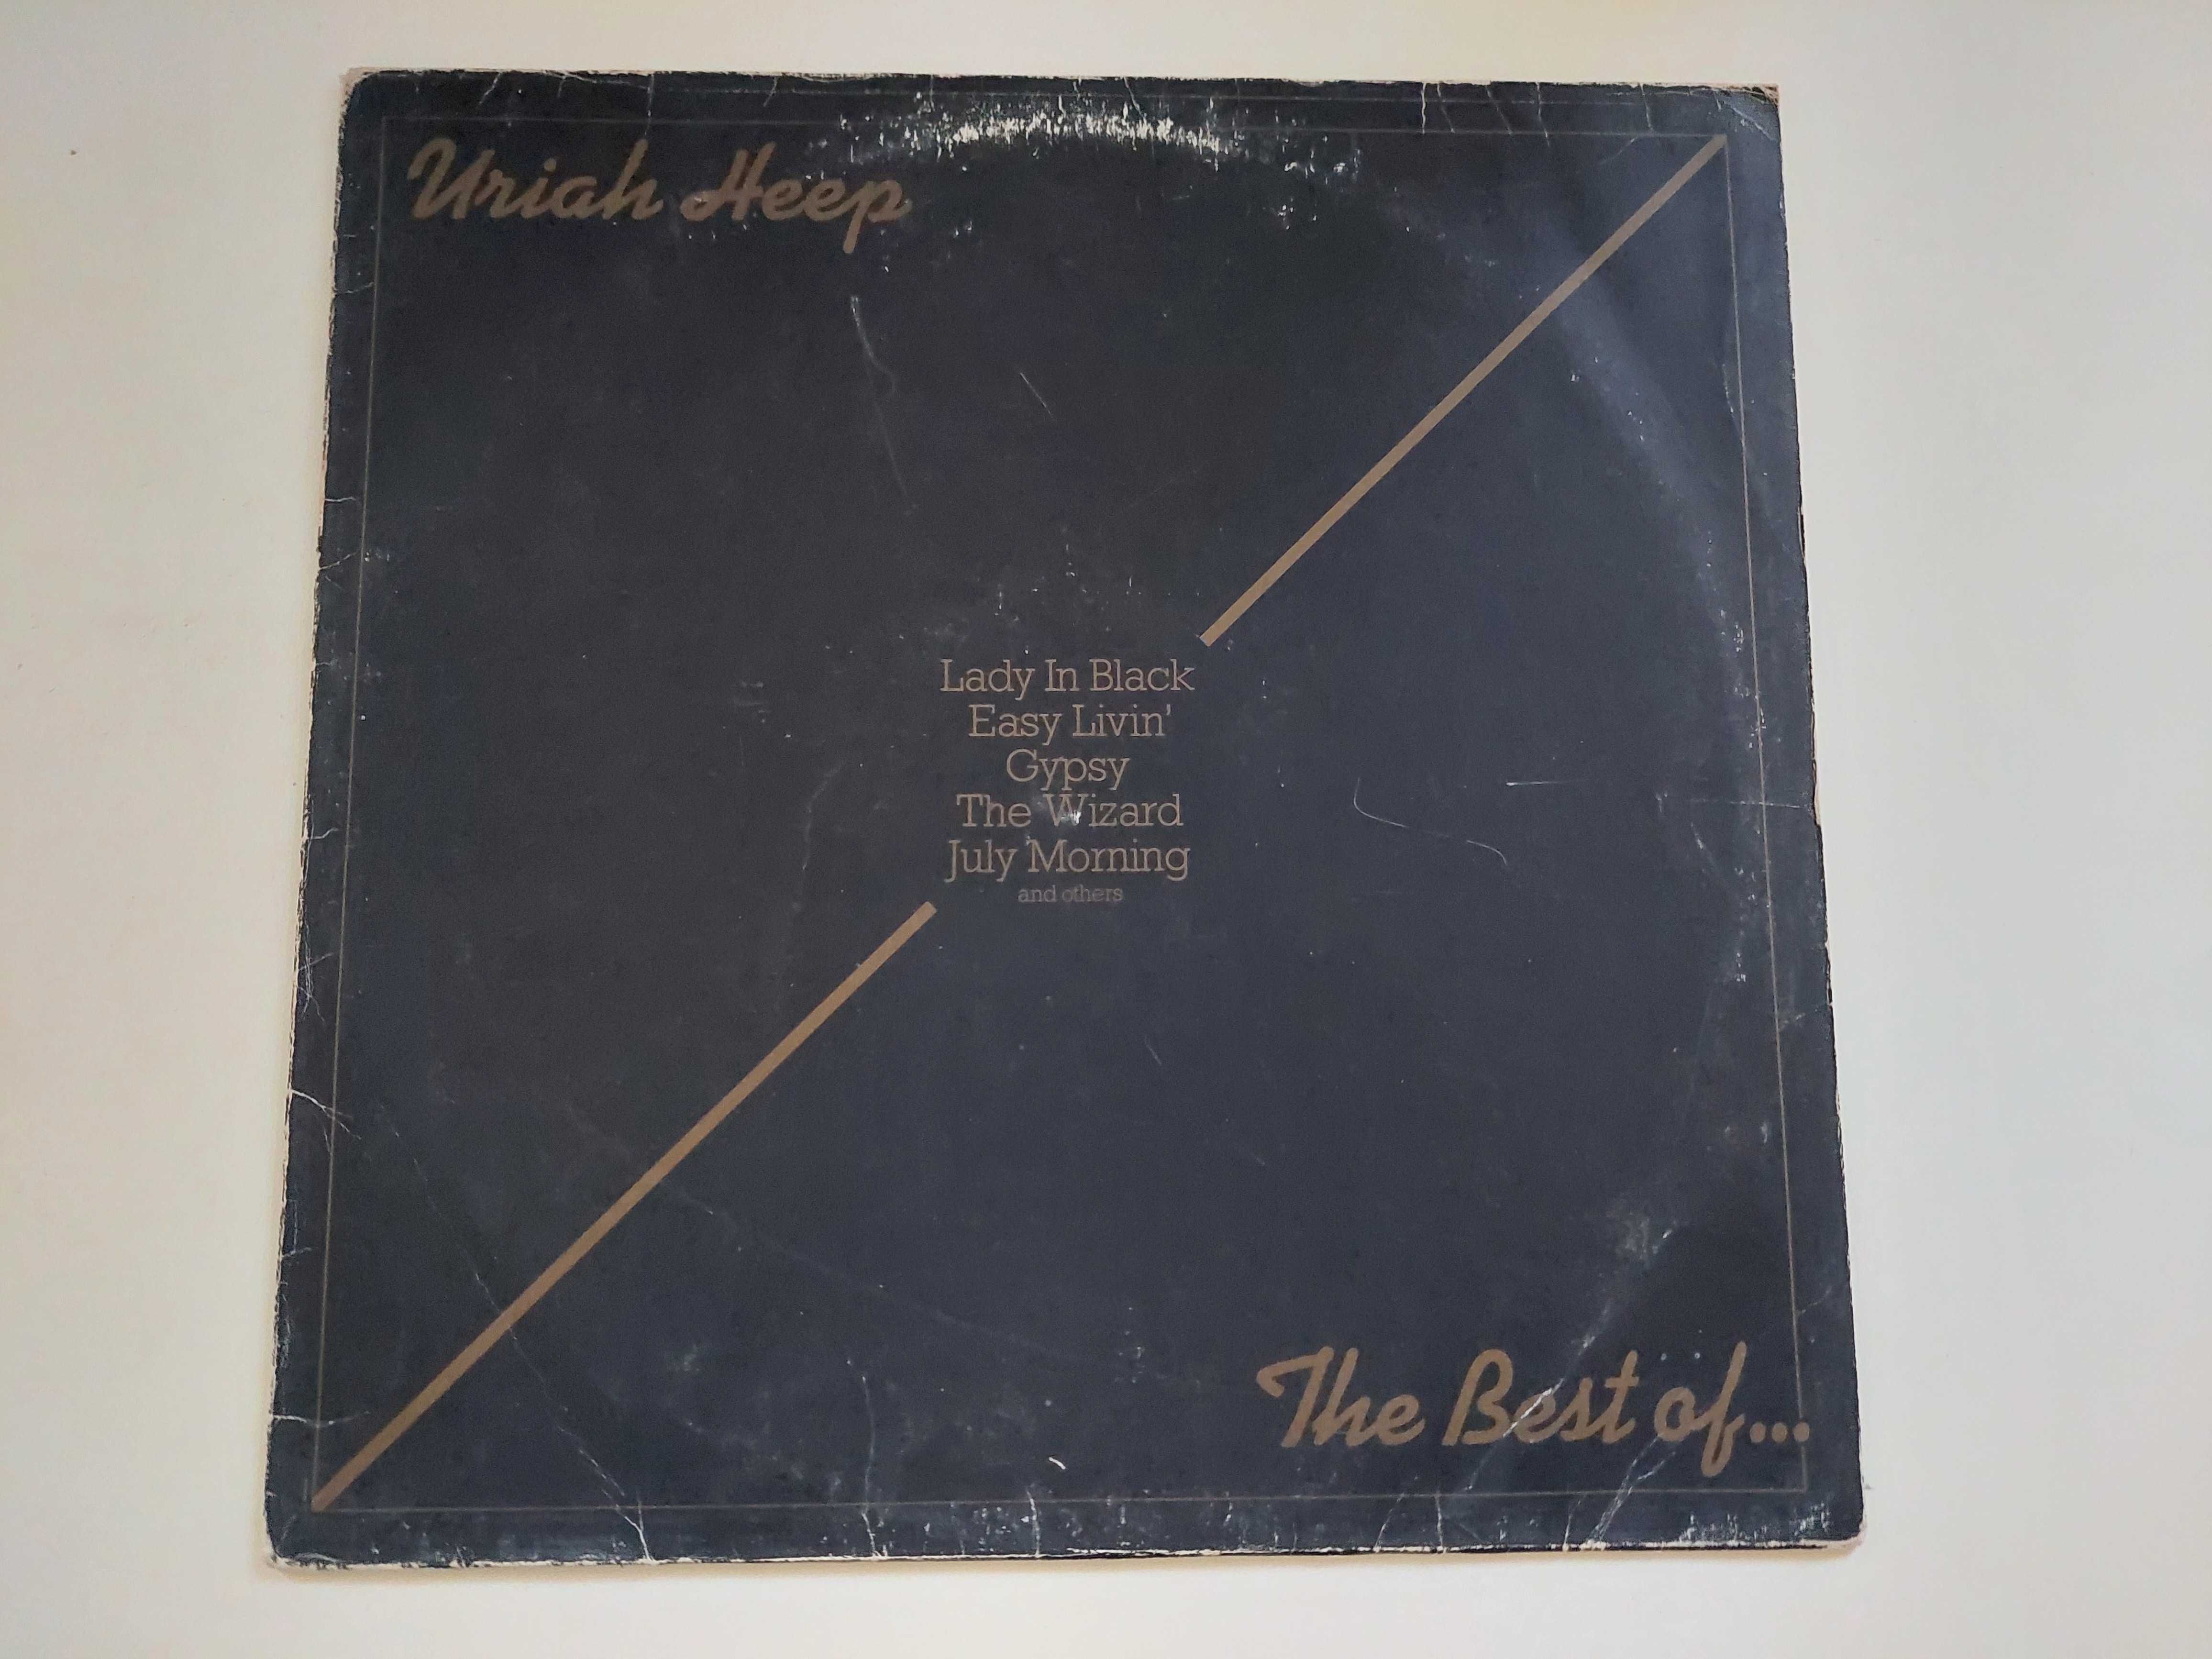 Uriah Heep
Lady In Black
Easy Livin'
Gypsy
The Wizard
July Morning
and others
The Best of...